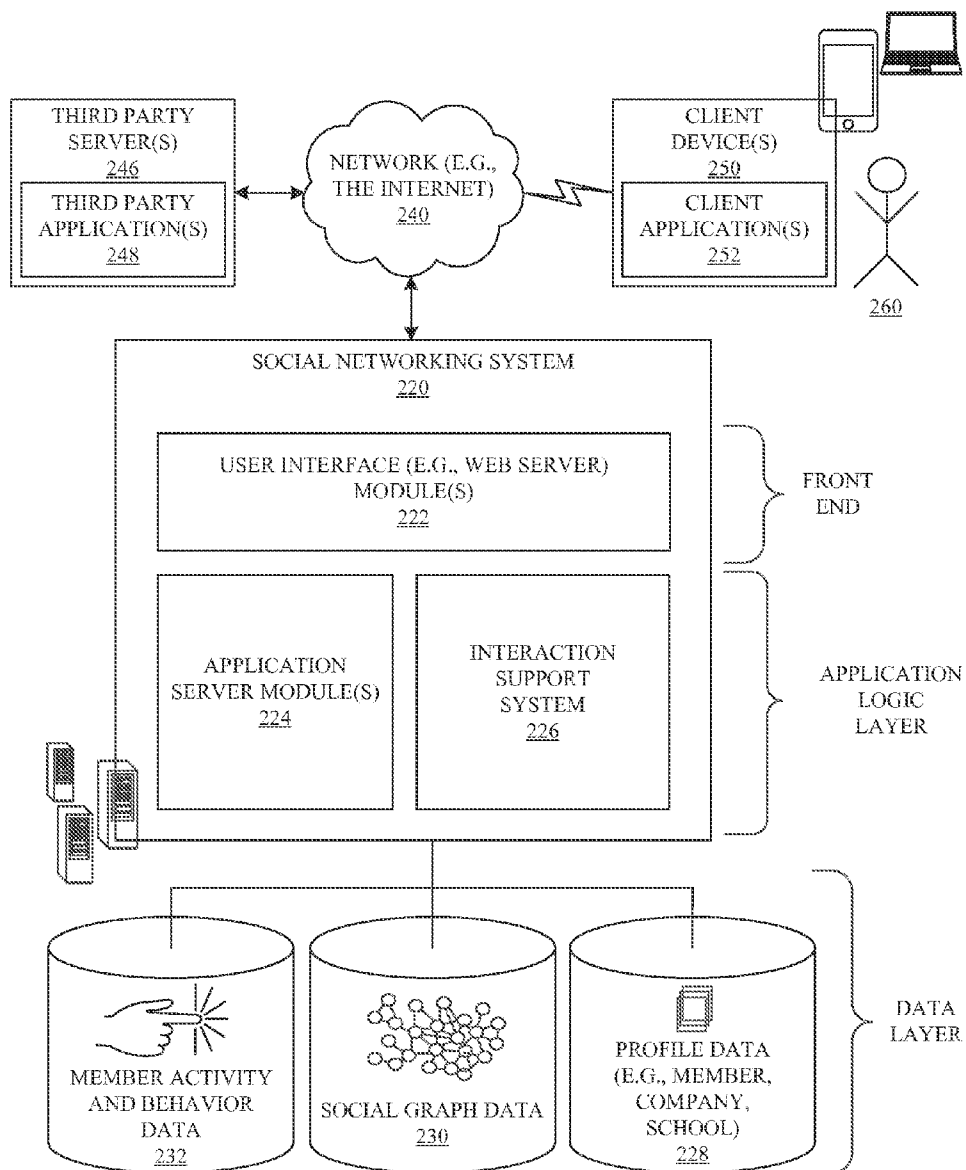 THIRD PARTY
SERVER(S)
246
THIRD PARTY
APPLICATION(S)
248
NETWORK (E.G.,
THE INTERNET)
240
CLIENT
DEVICE(S)
250
CLIENT
APPLICATION(S)
252
260
SOCIAL NETWORKING SYSTEM
220
USER INTERFACE (E.G., WEB SERVER)
MODULE(S)
222
FRONT
END
APPLICATION
SERVER MODULE(S)
224
INTERACTION
SUPPORT
SYSTEM
226
APPLICATION
LOGIC
LAYER
MEMBER ACTIVITY
AND BEHAVIOR
DATA
232
SOCIAL GRAPH DATA
230
PROFILE DATA
(E.G., MEMBER,
COMPANY,
SCHOOL)
228
DATA
LAYER